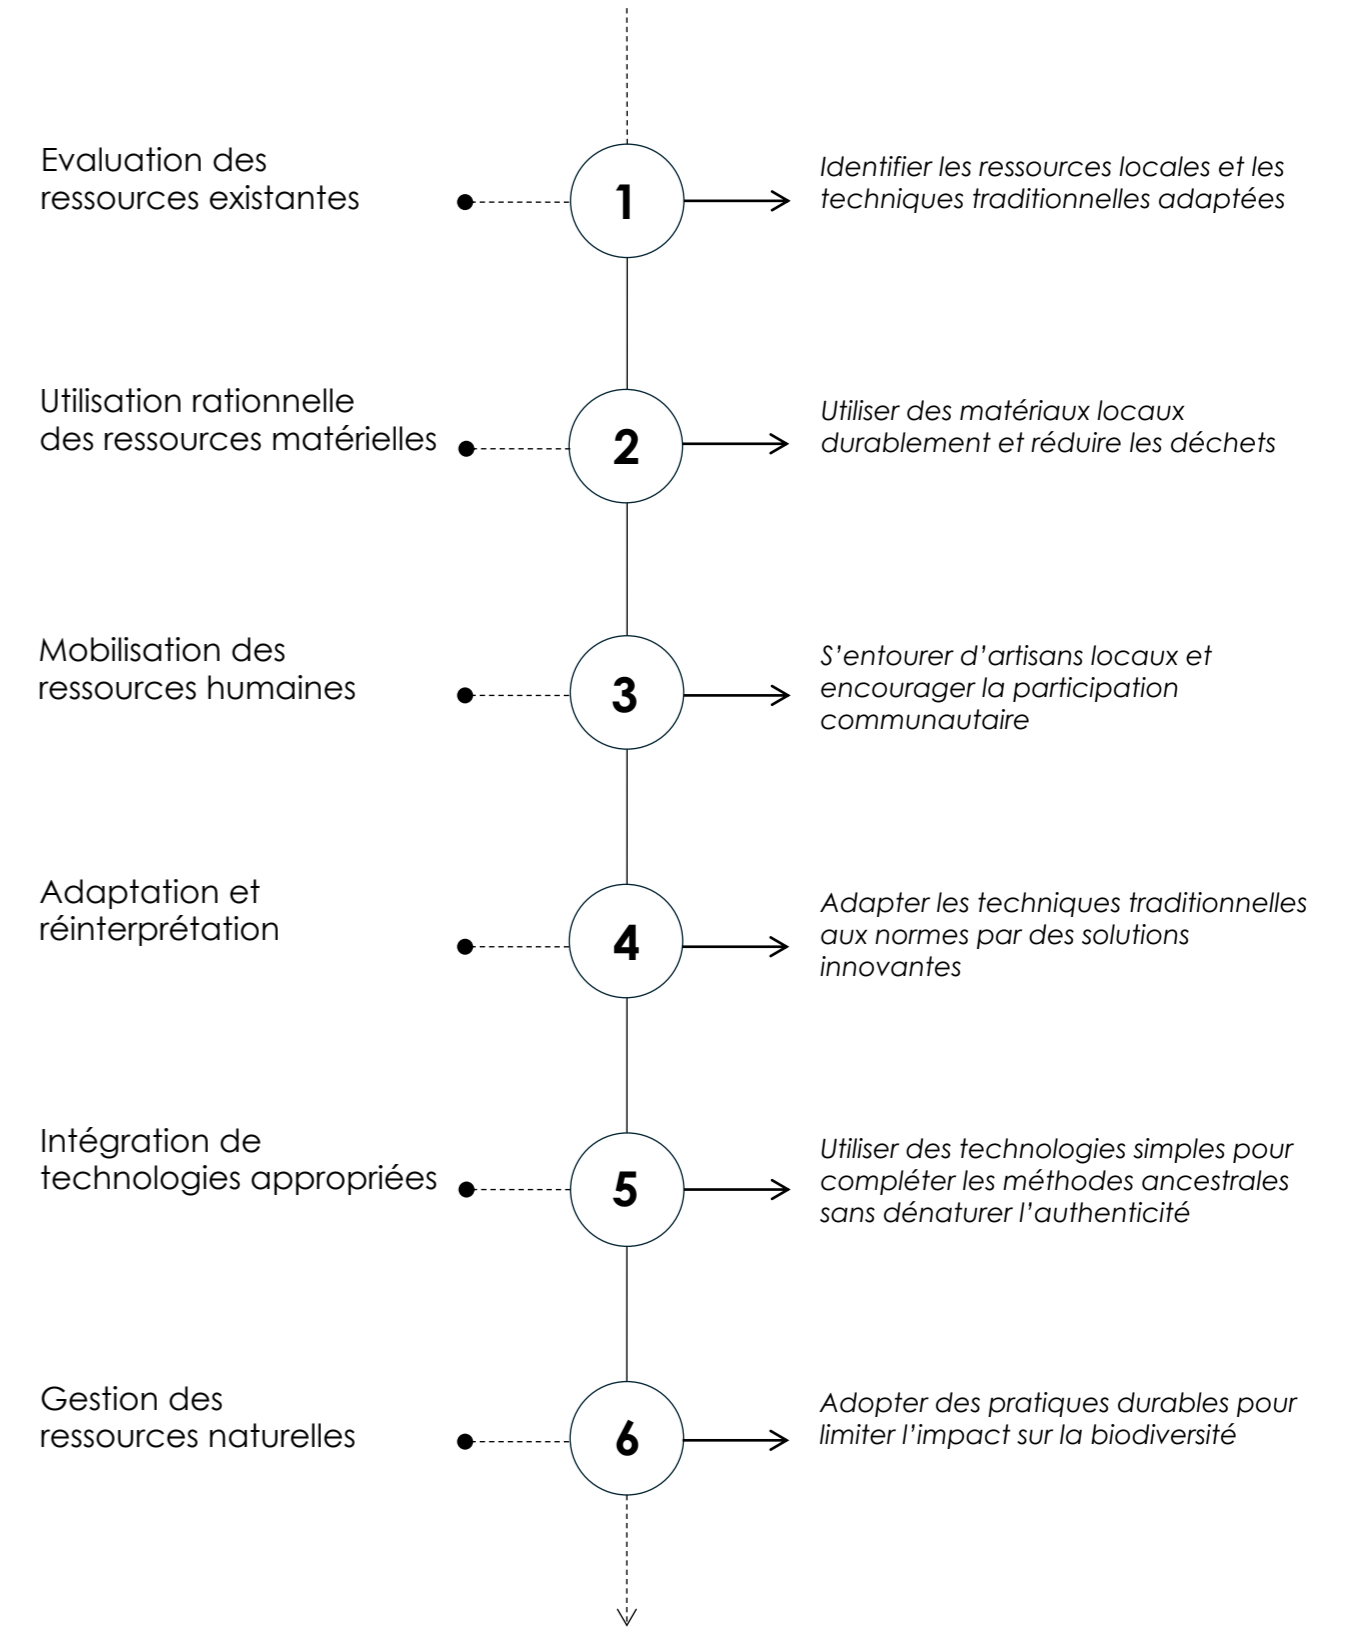 Evaluation des
ressources existantes
1
Identifier les ressources locales et les
techniques traditionnelles adaptées
Utilisation rationnelle
des ressources matérielles
2
Utiliser des matériaux locaux
durablement et réduire les déchets
Mobilisation des
ressources humaines
3
S'entourer d'artisans locaux et
encourager la participation
communautaire
Adaptation et
réinterprétation
4
Adapter les techniques traditionnelles
aux normes par des solutions
innovantes
Intégration de
technologies appropriées
5
Utiliser des technologies simples pour
compléter les méthodes ancestrales
sans dénaturer l'authenticité
Gestion des
ressources naturelles
6
Adopter des pratiques durables pour
limiter l'impact sur la biodiversité